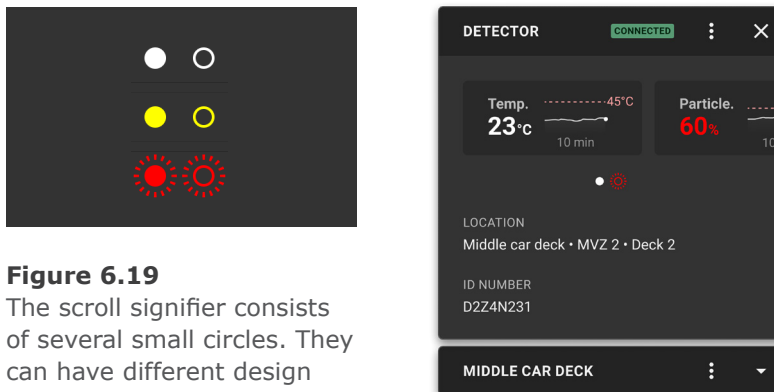 Figure 6.19
The scroll signifier consists
of several small circles. They
can have different design
DETECTOR CONNECTED
Temp. 45°C
23°C
10 min
Particle.
60%
10
LOCATION
Middle car deck • MVZ 2 • Deck 2
ID NUMBER
D2Z4N231
MIDDLE CAR DECK